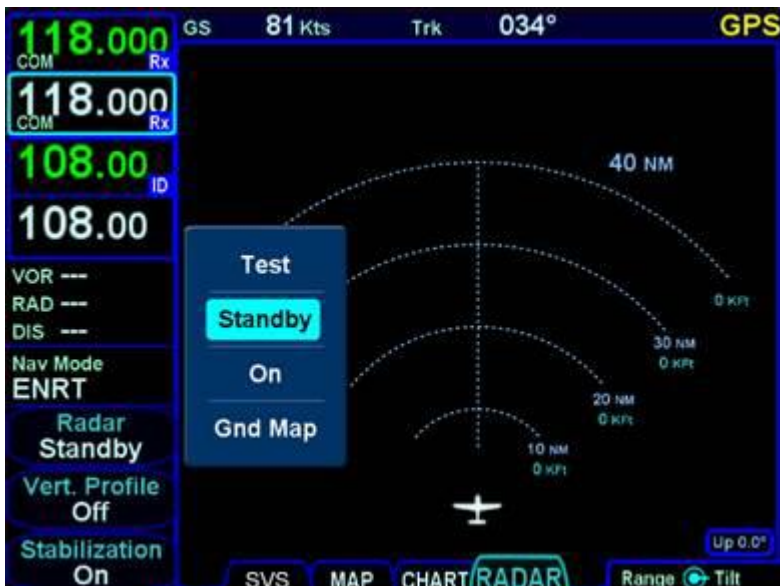 118.000
COM Rx
118.000
COM Rx
108.00
ID
108.00
VOR ---
RAD ---
DIS ---
Nav Mode
ENRT
Radar
Standby
Vert. Profile
Off
Stabilization
On
GS 81 Kts Trk 034° GPS
40 NM
0 KFt
30 NM
0 KFt
20 NM
0 KFt
10 NM
0 KFt
Test
Standby
On
Gnd Map
Up 0.0°
SVS MAP CHART RADAR Range Tilt